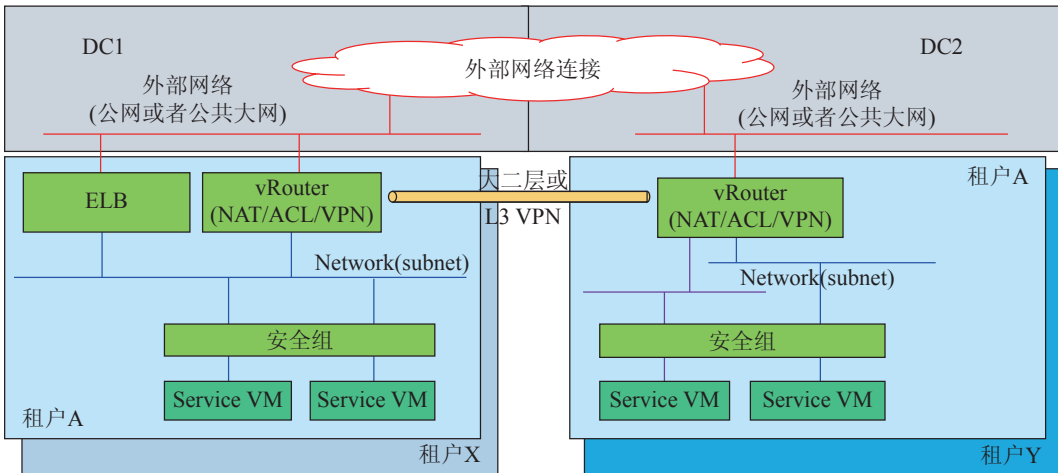 DC1
DC2
外部网络连接
外部网络
(公网或者公共大网)
外部网络
(公网或者公共大网)
ELB
vRouter
(NAT/ACL/VPN)
大二层或
L3 VPN
租户A
vRouter
(NAT/ACL/VPN)
Network(subnet)
Network(subnet)
安全组
安全组
Service VM
Service VM
Service VM
Service VM
租户A
租户X
租户Y